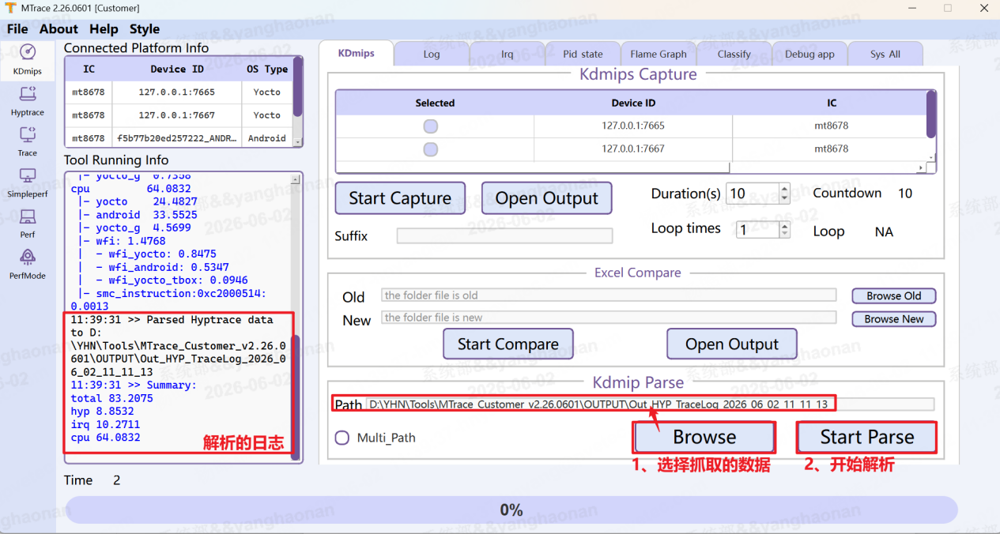 MTrace 2.26.0601 [Customer]
File About Help Style
KDmips
Hyptrace
Trace
Simpleperf
Perf
PerfMode
Connected Platform Info
IC Device ID OS Type
mt8678 127.0.0.1:7665 Yocto
mt8678 127.0.0.1:7667 Yocto
mt8678 f5b77b20ed257222_ANDR... Android
Tool Running Info
|- yocto_g 0.7358
cpu 64.0832
|- yocto 24.4827
|- android 33.5525
|- yocto_g 4.5699
|- wfi: 1.4768
| - wfi_yocto: 0.8475
| - wfi_android: 0.5347
| - wfi_yocto_tbox: 0.0946
|- smc_instruction:0xc2000514:
0.0013
11:39:31 >> Parsed Hyptrace data
to D:
\YHN\Tools\MTrace_Customer_v2.26.0
601\OUTPUT\Out_HYP_TraceLog_2026_0
6_02_11_11_13
11:39:31 >> Summary:
total 83.2075
hyp 8.8532
irq 10.2711
cpu 64.0832
解析的日志
Time 2
0%
KDmips Log Irq Pid state Flame Graph Classify Debug app Sys All
Kdmips Capture
Selected Device ID IC
127.0.0.1:7665 mt8678
127.0.0.1:7667 mt8678
Start Capture Open Output Duration(s) 10 Countdown 10
Suffix Loop times 1 Loop NA
Excel Compare
Old the folder file is old Browse Old
New the folder file is new Browse New
Start Compare Open Output
Kdmip Parse
Path D:\YHN\Tools\MTrace_Customer_v2.26.0601\OUTPUT\Out_HYP_TraceLog_2026_06_02_11_11_13
Multi_Path Browse Start Parse
1、选择抓取的数据 2、开始解析
系统部&&yanghaonan
2026-06-02